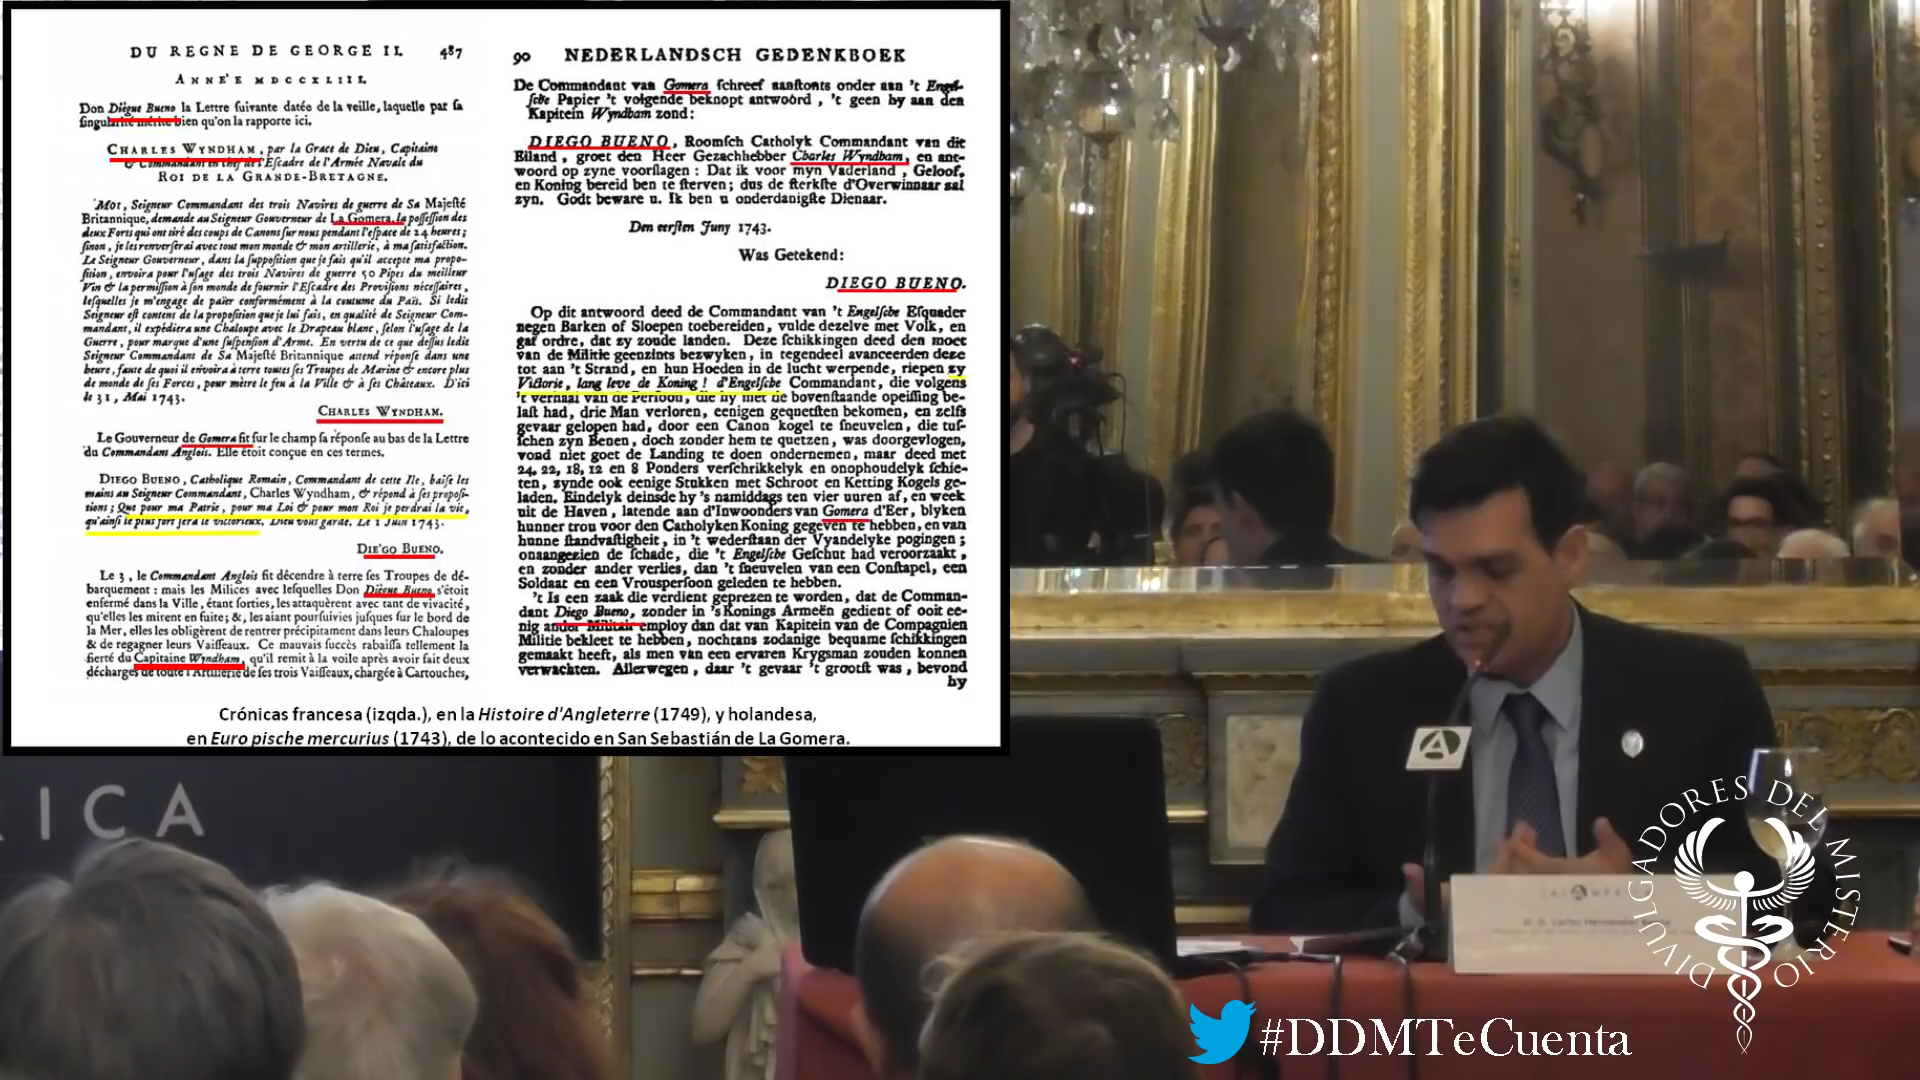 DU REGNE DE GEORGE II. 487
ANNE'E MDCCXLIII.
Don Diégue Bueno la Lettre ſuivante datée de la veille, laquelle par ſa
ſingularité mérite bien qu'on la rapporte ici.
CHARLES WYNDHAM, par la Grace de Dieu, Capitaine
& Commandant en chef de l'Eſcadre de l'Armée Navale du
ROI DE LA GRANDE-BRETAGNE.
Moi, Seigneur Commandant des trois Navires de guerre de Sa Majeſté
Britannique, demande au Seigneur Gouverneur de La Gomera, la poſſeſſion des
deux Forts qui ont tiré des coups de Canons ſur nous pendant l'eſpace de 24 heures;
ſinon, je les renverſerai avec tout mon monde & mon artillerie, à ma ſatisfaction.
Le Seigneur Gouverneur, dans la ſuppoſition que je fais qu'il accepte ma propo-
ſition, envoira pour l'uſage des trois Navires de guerre 50 Pipes du meilleur
Vin & la permiſſion à ſon monde de fournir l'Eſcadre des Proviſions néceſſaires,
leſquelles je m'engage de païer conformément à la coutume du Païs. Si ledit
Seigneur eſt content de la propoſition que je lui fais, en qualité de Seigneur Com-
mandant, il expédiera une Chaloupe avec le Drapeau blanc, ſelon l'uſage de la
Guerre, pour marque d'une ſuſpenſion d'Arme. En vertu de ce que deſſus ledit
Seigneur Commandant de Sa Majeſté Britannique attend réponſe dans une
heure, faute de quoi il envoira à terre toutes ſes Troupes de Marine & encore plus
de monde de ſes Forces, pour mètre le feu à la Ville & à ſes Châteaux. D'ici
le 31, Mai 1743.
CHARLES WYNDHAM.
Le Gouverneur de Gomera fit ſur le champ ſa réponſe au bas de la Lettre
du Commandant Anglois. Elle étoit conçue en ces termes.
DIEGO BUENO, Catholique Romain, Commandant de cette Ile, baiſe les
mains au Seigneur Commandant, Charles Wyndham, & répond à ſes propoſi-
tions; Que pour ma Patrie, pour ma Loi & pour mon Roi je perdrai la vie,
qu'ainſi le plus fort ſera le victorieux, Dieu vous garde. Le 1 Juin 1743.
DIE'GO BUENO.
Le 3, le Commandant Anglois fit décendre à terre ſes Troupes de dé-
barquement: mais les Milices avec leſquelles Don Diégue Bueno s'étoit
enfermé dans la Ville, étant ſorties, les attaquèrent avec tant de vivacité,
qu'elles les mirent en fuite; &, les aiant pourſuivies juſques ſur le bord de
la Mer, elles les obligèrent de rentrer précipitament dans leurs Chaloupes
& de regagner leurs Vaiſſeaux. Ce mauvais ſuccès rabaiſſa tellement la
fierté du Capitaine Wyndham, qu'il remit à la voile après avoir fait deux
décharges de toute l'Artillerie de ſes trois Vaiſſeaux, chargée à Cartouches,
90 NEDERLANDSCH GEDENKBOEK
De Commandant van Gomera ſchreef aanſtonts onder aan 't Engel-
ſche Papier 't volgende beknopt antwoord, 't geen hy aan den
Kapitein Wyndham zond:
DIEGO BUENO, Roomſch Catholyk Commandant van dit
Eiland, groet den Heer Gezachhebber Charles Wyndham, en ant-
woord op zyne voorſlagen: Dat ik voor myn Vaderland, Geloof,
en Koning bereid ben te ſterven; dus de ſterkſte d'Overwinnaar zal
zyn. Godt beware u. Ik ben u onderdanigſte Dienaar.
Den eerſten Juny 1743.
Was Getekend:
DIEGO BUENO.
Op dit antwoord deed de Commandant van 't Engelſche Eſquader
negen Barken of Sloepen toebereiden, vulde dezelve met Volk, en
gaf ordre, dat zy zoude landen. Deze ſchikkingen deed den moet
van de Militie geenzints bezwyken, in tegendeel avanceerden deze
tot aan 't Strand, en hun Hoeden in de lucht werpende, riepen zy
Victorie, lang leve de Koning! d'Engelſche Commandant, die volgens
't verhaal van de Perſoon, die hy met de bovenſtaande opeiſſing be-
laſt had, drie Man verloren, eenigen gequetſten bekomen, en zelfs
gevaar gelopen had, door een Canon kogel te ſneuvelen, die tuſ-
ſchen zyn Benen, doch zonder hem te quetzen, was doorgevlogen,
vond niet goet de Landing te doen ondernemen, maar deed met
24, 22, 18, 12 en 8 Ponders verſchrikkelyk en onophoudelyk ſchie-
ten, zynde ook eenige Stukken met Schroot en Ketting Kogels ge-
laden. Eindelyk deinsde hy 's namiddags ten vier uuren af, en week
uit de Haven, latende aan d'Inwoonders van Gomera d'Eer, blyken
hunner trou voor den Catholyken Koning gegeven te hebben, en van
hunne ſtandvaſtigheit, in 't wederſtaan der Vyandelyke pogingen;
onaangezien de ſchade, die 't Engelſche Geſchut had veroorzaakt,
en zonder ander verlies, dan 't ſneuvelen van een Conſtapel, een
Soldaat en een Vrousperſoon geleden te hebben.
't Is een zaak die verdient geprezen te worden, dat de Comman-
dant Diego Bueno, zonder in 's Konings Armeën gedient of ooit ee-
nig ander Militair employ dan dat van Kapitein van de Compagnien
Militie bekleet te hebben, nochtans zodanige bequame ſchikkingen
gemaakt heeft, als men van een ervaren Krygsman zouden konnen
verwachten. Allerwegen, daar 't gevaar 't grootſt was, bevond
hy
Crónicas francesa (izqda.), en la Histoire d'Angleterre (1749), y holandesa,
en Euro pische mercurius (1743), de lo acontecido en San Sebastián de La Gomera.
RICA
A
DIVULGADORES DEL MISTERIO
#DDMTeCuenta